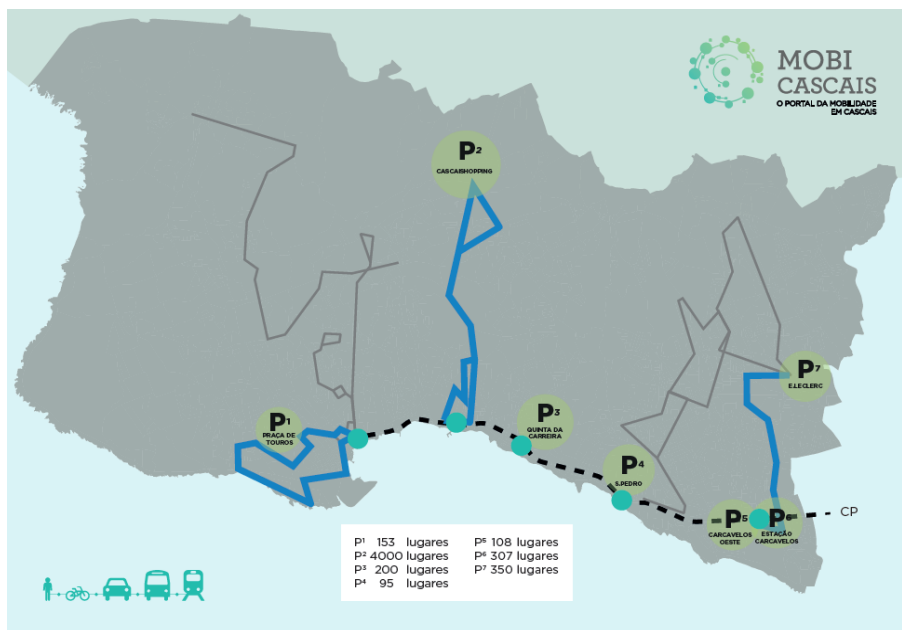 MOBI
CASCAIS
O PORTAL DA MOBILIDADE
EM CASCAIS
P2
CASCAISHOPPING
P7
E.LECLERC
P1
PRAÇA DE
TOUROS
P3
QUINTA DA
CARREIRA
P4
S.PEDRO
P5
CARCAVELOS
OESTE
P6
ESTAÇÃO
CARCAVELOS
CP
P1 153 lugares
P2 4000 lugares
P3 200 lugares
P4 95 lugares
P5 108 lugares
P6 307 lugares
P7 350 lugares